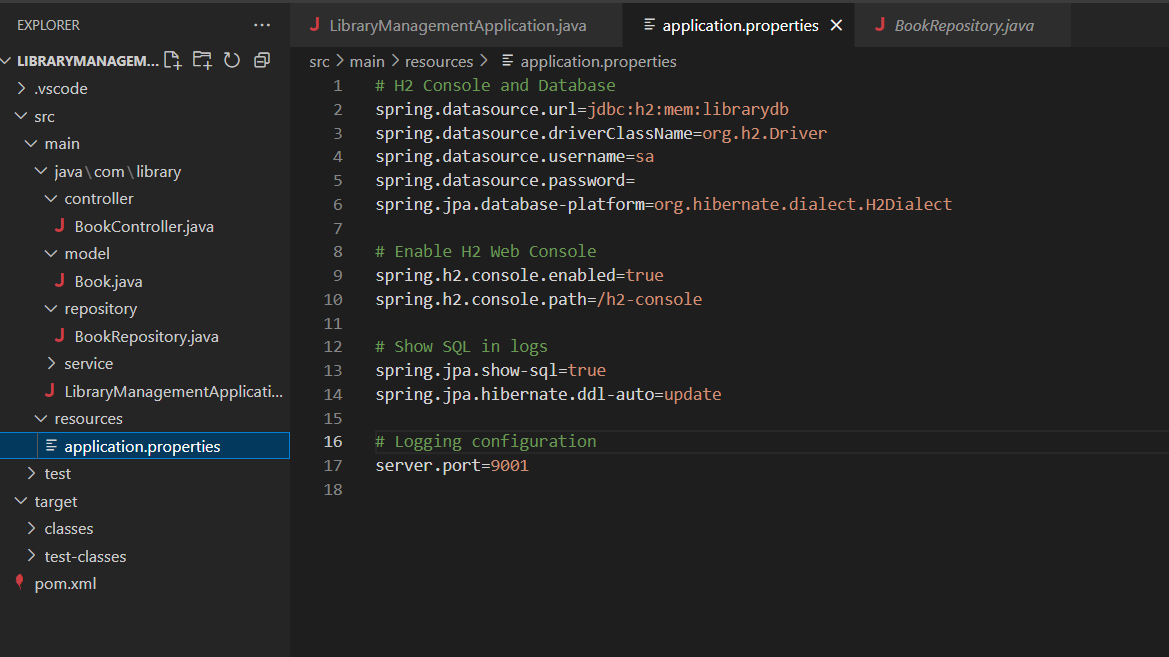 EXPLORER
...
LibraryManagementApplication.java
application.properties
BookRepository.java
LIBRARYMANAGEM...
src > main > resources > application.properties
.vscode
src
main
java\com\library
controller
BookController.java
model
Book.java
repository
BookRepository.java
service
LibraryManagementApplicati...
resources
application.properties
test
target
classes
test-classes
pom.xml
1 # H2 Console and Database
2 spring.datasource.url=jdbc:h2:mem:librarydb
3 spring.datasource.driverClassName=org.h2.Driver
4 spring.datasource.username=sa
5 spring.datasource.password=
6 spring.jpa.database-platform=org.hibernate.dialect.H2Dialect
7
8 # Enable H2 Web Console
9 spring.h2.console.enabled=true
10 spring.h2.console.path=/h2-console
11
12 # Show SQL in logs
13 spring.jpa.show-sql=true
14 spring.jpa.hibernate.ddl-auto=update
15
16 # Logging configuration
17 server.port=9001
18